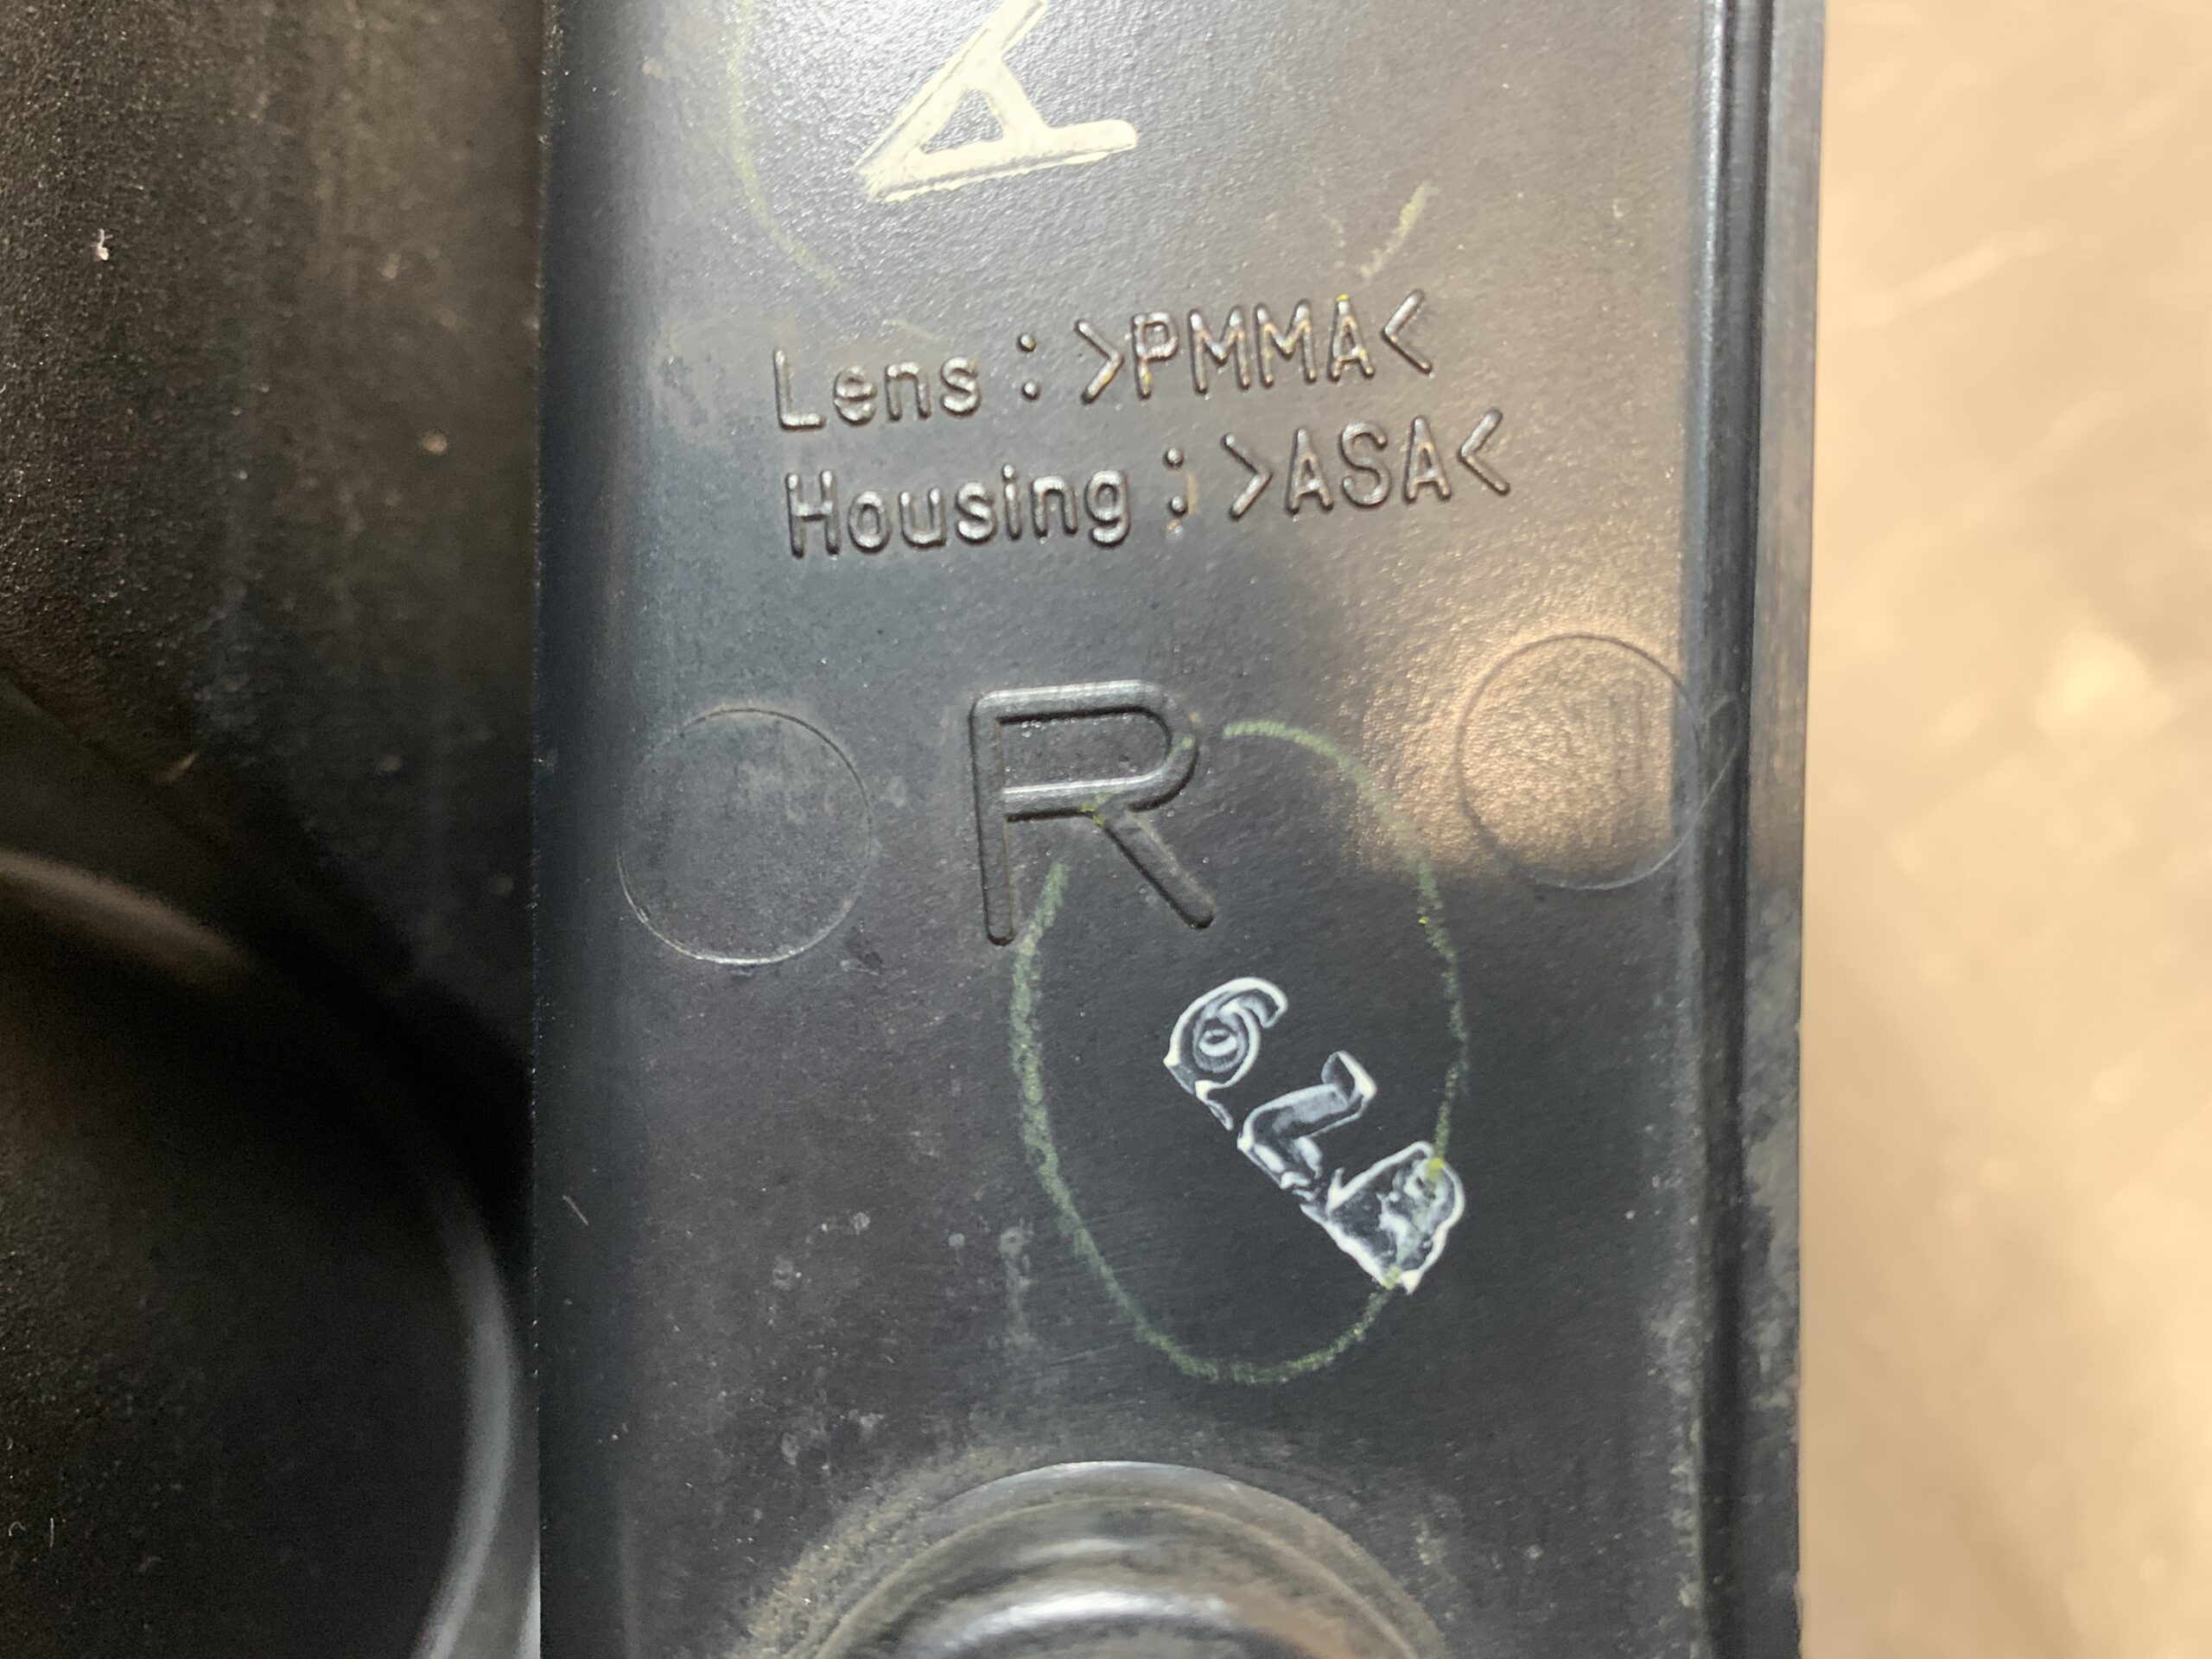 A
Lens : >PMMA<
Housing : >ASA<
R